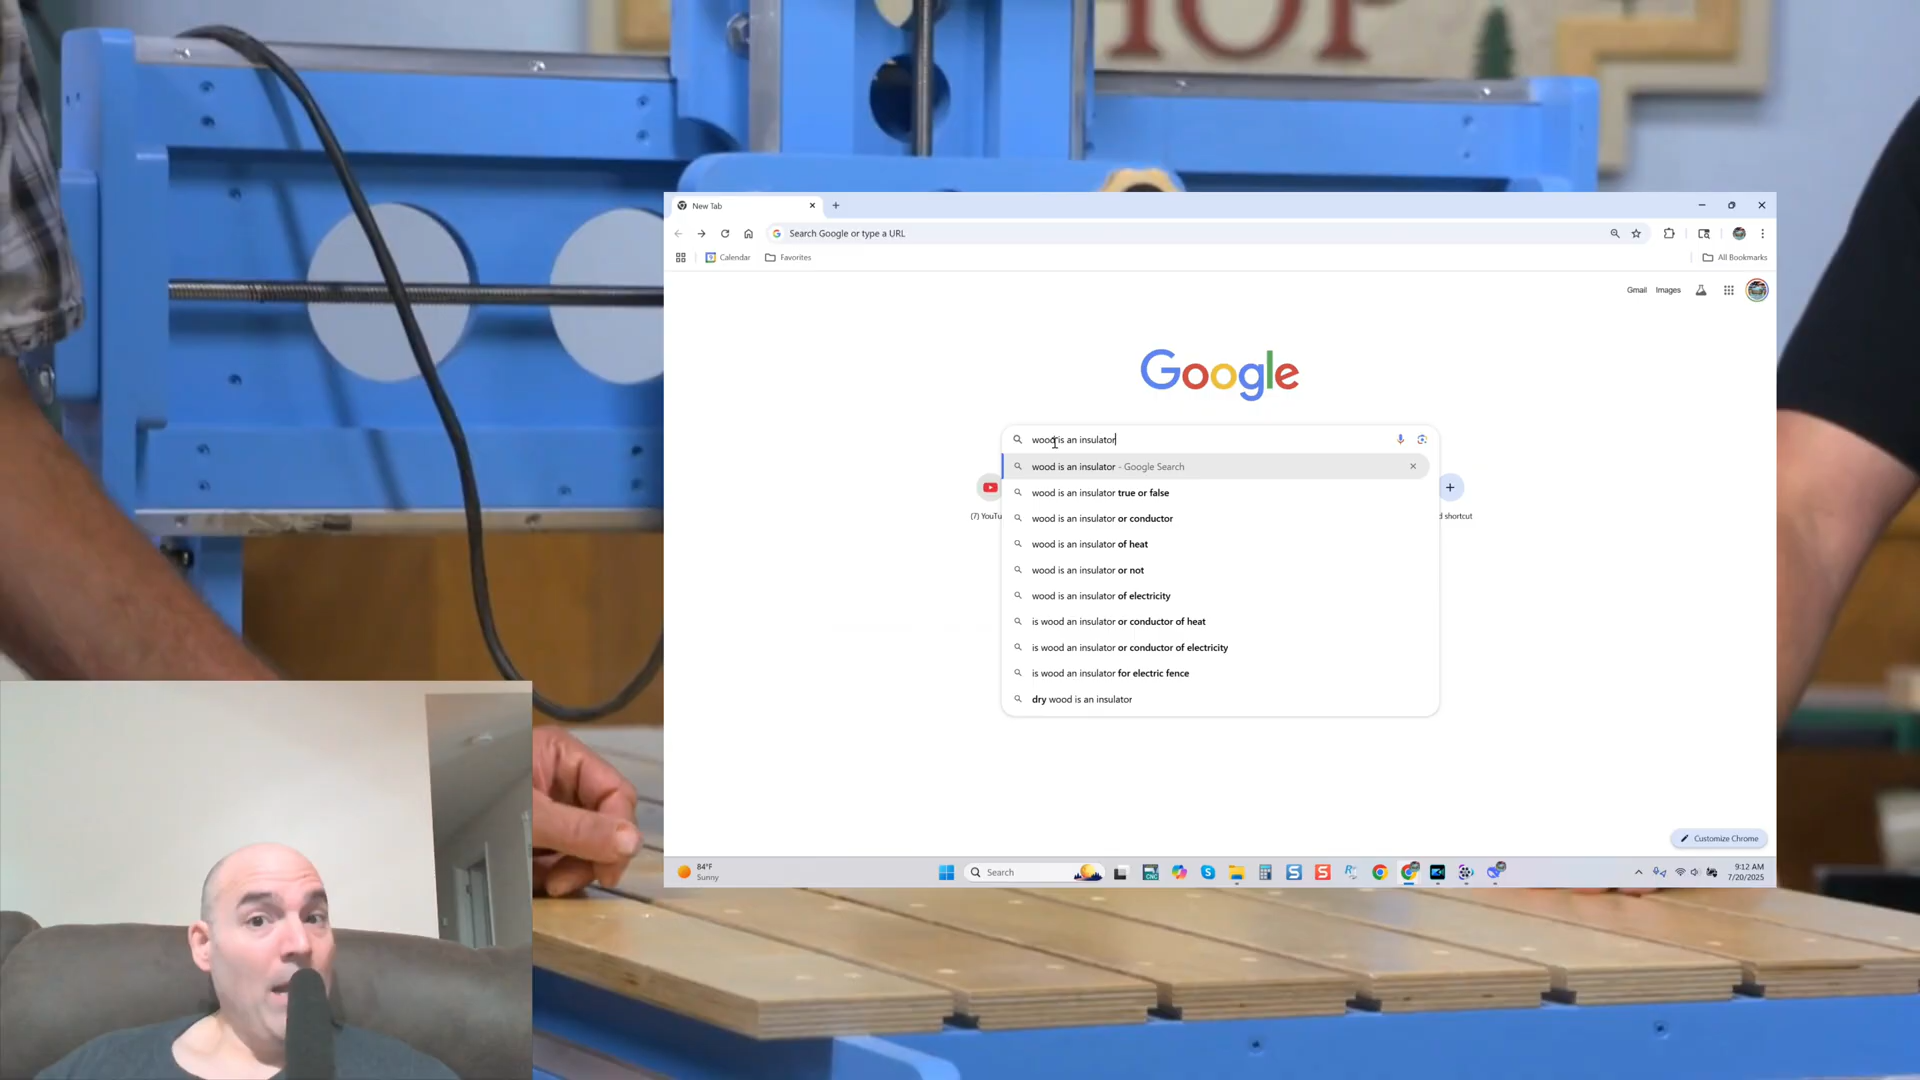 HOP
New Tab
Search Google or type a URL
Calendar
Favorites
All Bookmarks
Gmail
Images
Google
wood is an insulator
wood is an insulator - Google Search
wood is an insulator true or false
wood is an insulator or conductor
wood is an insulator of heat
wood is an insulator or not
wood is an insulator of electricity
is wood an insulator or conductor of heat
is wood an insulator or conductor of electricity
is wood an insulator for electric fence
dry wood is an insulator
(7) YouTu
d shortcut
Customize Chrome
84°F
Sunny
Search
CNC
9:12 AM
7/20/2025